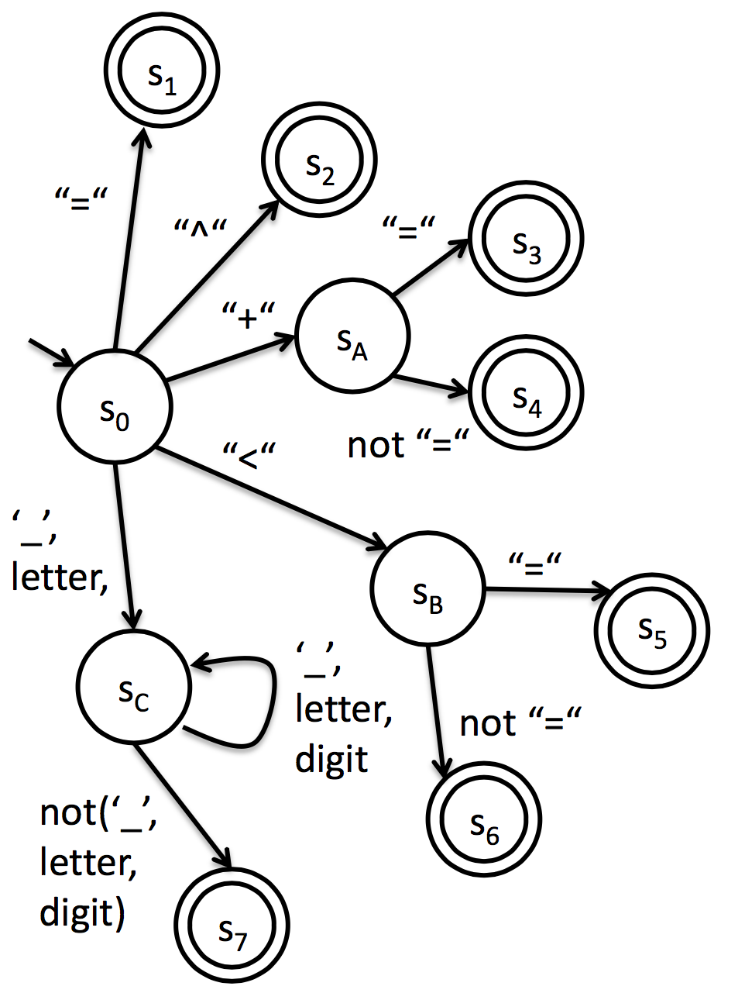 s1
s2
“=“
“^“
“=“
s3
“+“
sA
s4
s0
not “=“
“<“
‘_’,
letter,
“=“
sB
s5
‘_’,
letter,
digit
sC
not “=“
not(‘_’,
letter,
digit)
s6
s7